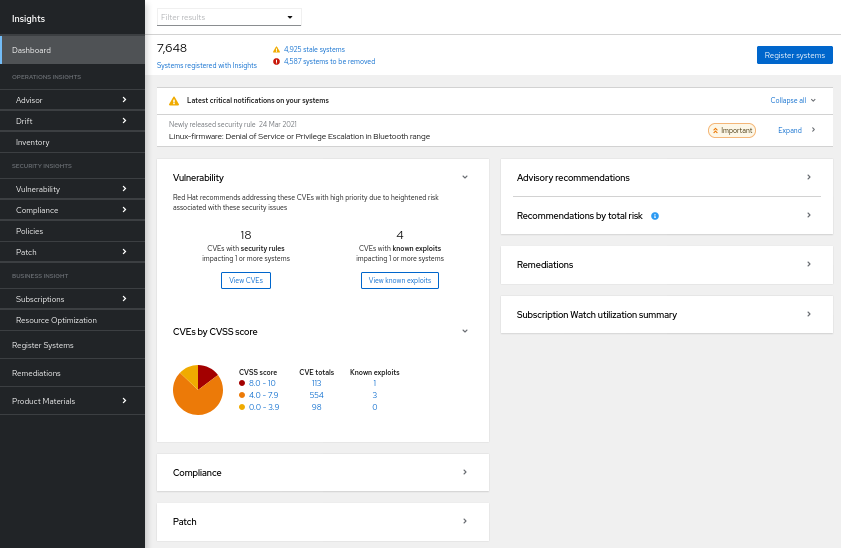 Insights
Dashboard
OPERATIONS INSIGHTS
Advisor
Drift
Inventory
SECURITY INSIGHTS
Vulnerability
Compliance
Policies
Patch
BUSINESS INSIGHT
Subscriptions
Resource Optimization
Register Systems
Remediations
Product Materials
Filter results
7,648
Systems registered with Insights
4,925 stale systems
4,587 systems to be removed
Register systems
Latest critical notifications on your systems
Collapse all
Newly released security rule 24 Mar 2021
Linux-firmware: Denial of Service or Privilege Escalation in Bluetooth range
Important
Expand
Vulnerability
Red Hat recommends addressing these CVEs with high priority due to heightened risk
associated with these security issues
18
CVEs with security rules
impacting 1 or more systems
View CVEs
4
CVEs with known exploits
impacting 1 or more systems
View known exploits
CVEs by CVSS score
CVSS score CVE totals Known exploits
8.0 - 10 113 1
4.0 - 7.9 554 3
0.0 - 3.9 98 0
Compliance
Patch
Advisory recommendations
Recommendations by total risk
Remediations
Subscription Watch utilization summary